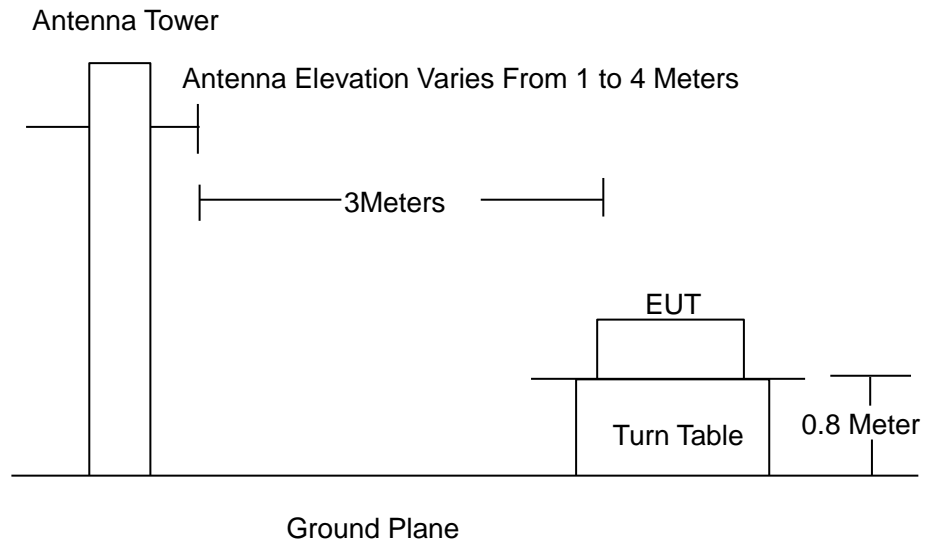 Antenna Tower
Antenna Elevation Varies From 1 to 4 Meters
3Meters
EUT
0.8 Meter
Turn Table
Ground Plane